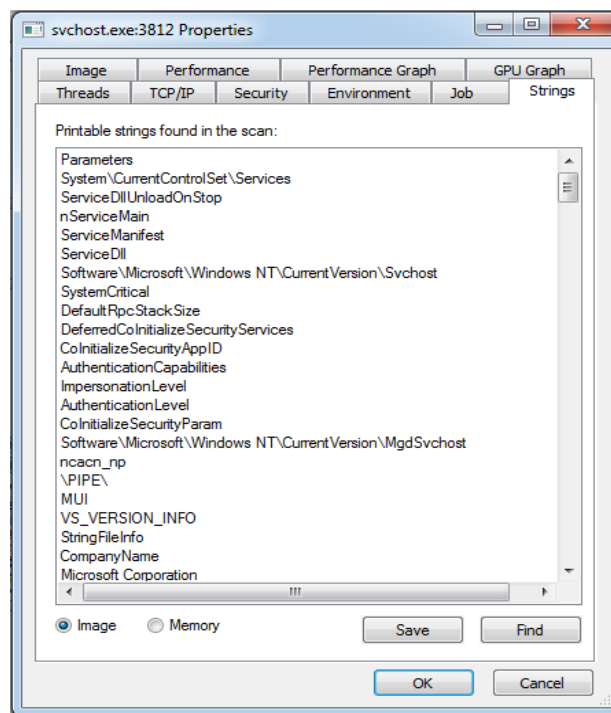 svchost.exe:3812 Properties
Image Performance Performance Graph GPU Graph
Threads TCP/IP Security Environment Job Strings
Printable strings found in the scan:
Parameters
System\CurrentControlSet\Services
ServiceDllUnloadOnStop
nServiceMain
ServiceManifest
ServiceDll
Software\Microsoft\Windows NT\CurrentVersion\Svchost
SystemCritical
DefaultRpcStackSize
DeferredCoInitializeSecurityServices
CoInitializeSecurityAppID
AuthenticationCapabilities
ImpersonationLevel
AuthenticationLevel
CoInitializeSecurityParam
Software\Microsoft\Windows NT\CurrentVersion\MgdSvchost
ncacn_np
\PIPE\
MUI
VS_VERSION_INFO
StringFileInfo
CompanyName
Microsoft Corporation
Image Memory Save Find
OK Cancel